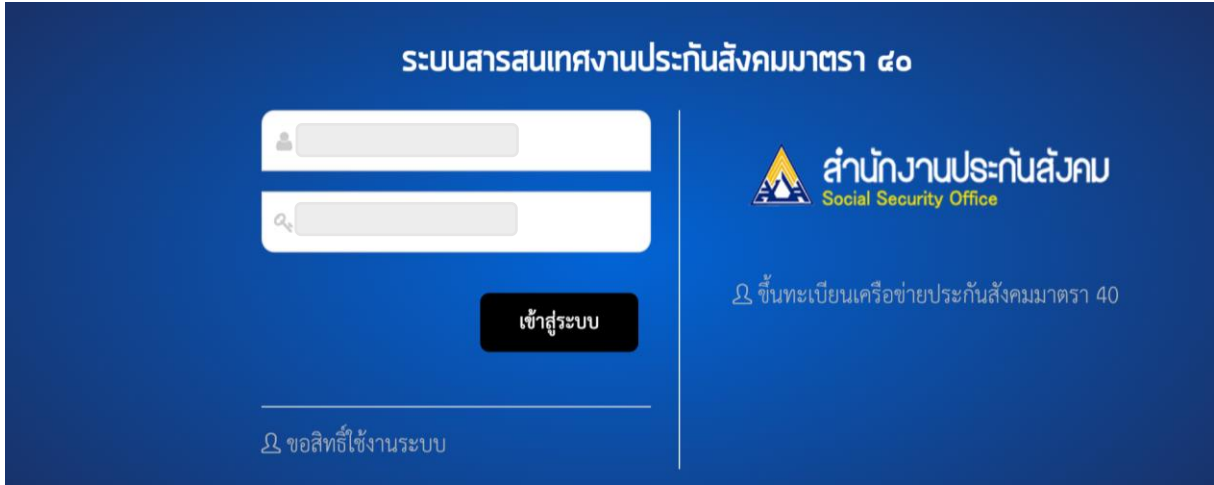 ระบบสารสนเทศงานประกันสังคมมาตรา ๔๐
เข้าสู่ระบบ
ขอสิทธิ์ใช้งานระบบ
สำนักงานประกันสังคม
Social Security Office
ขึ้นทะเบียนเครือข่ายประกันสังคมมาตรา 40